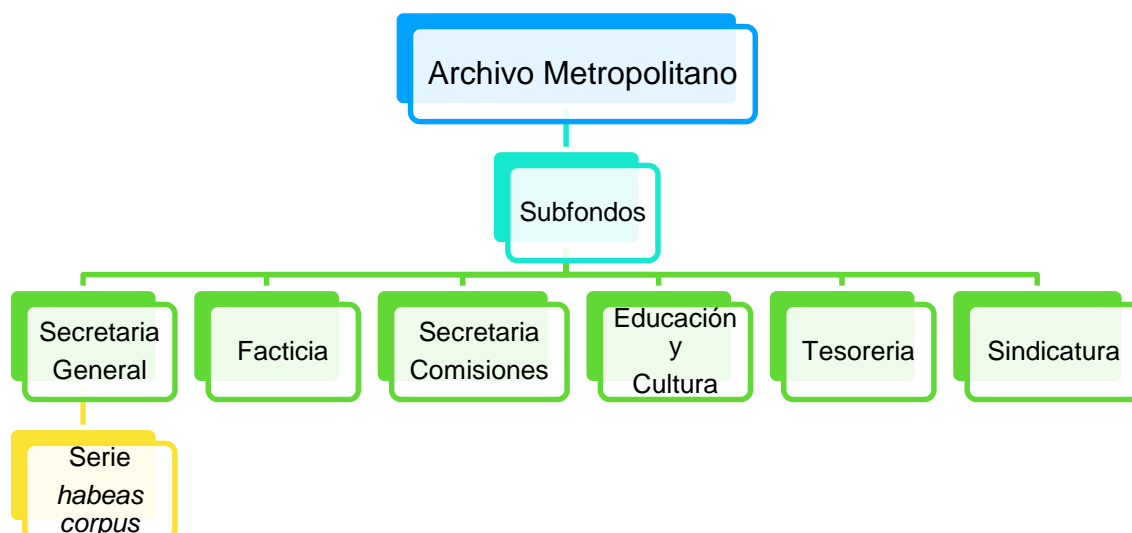 Archivo Metropolitano
Subfondos
Secretaria
General
Facticia
Secretaria
Comisiones
Educación
y
Cultura
Tesoreria
Sindicatura
Serie
habeas
corpus